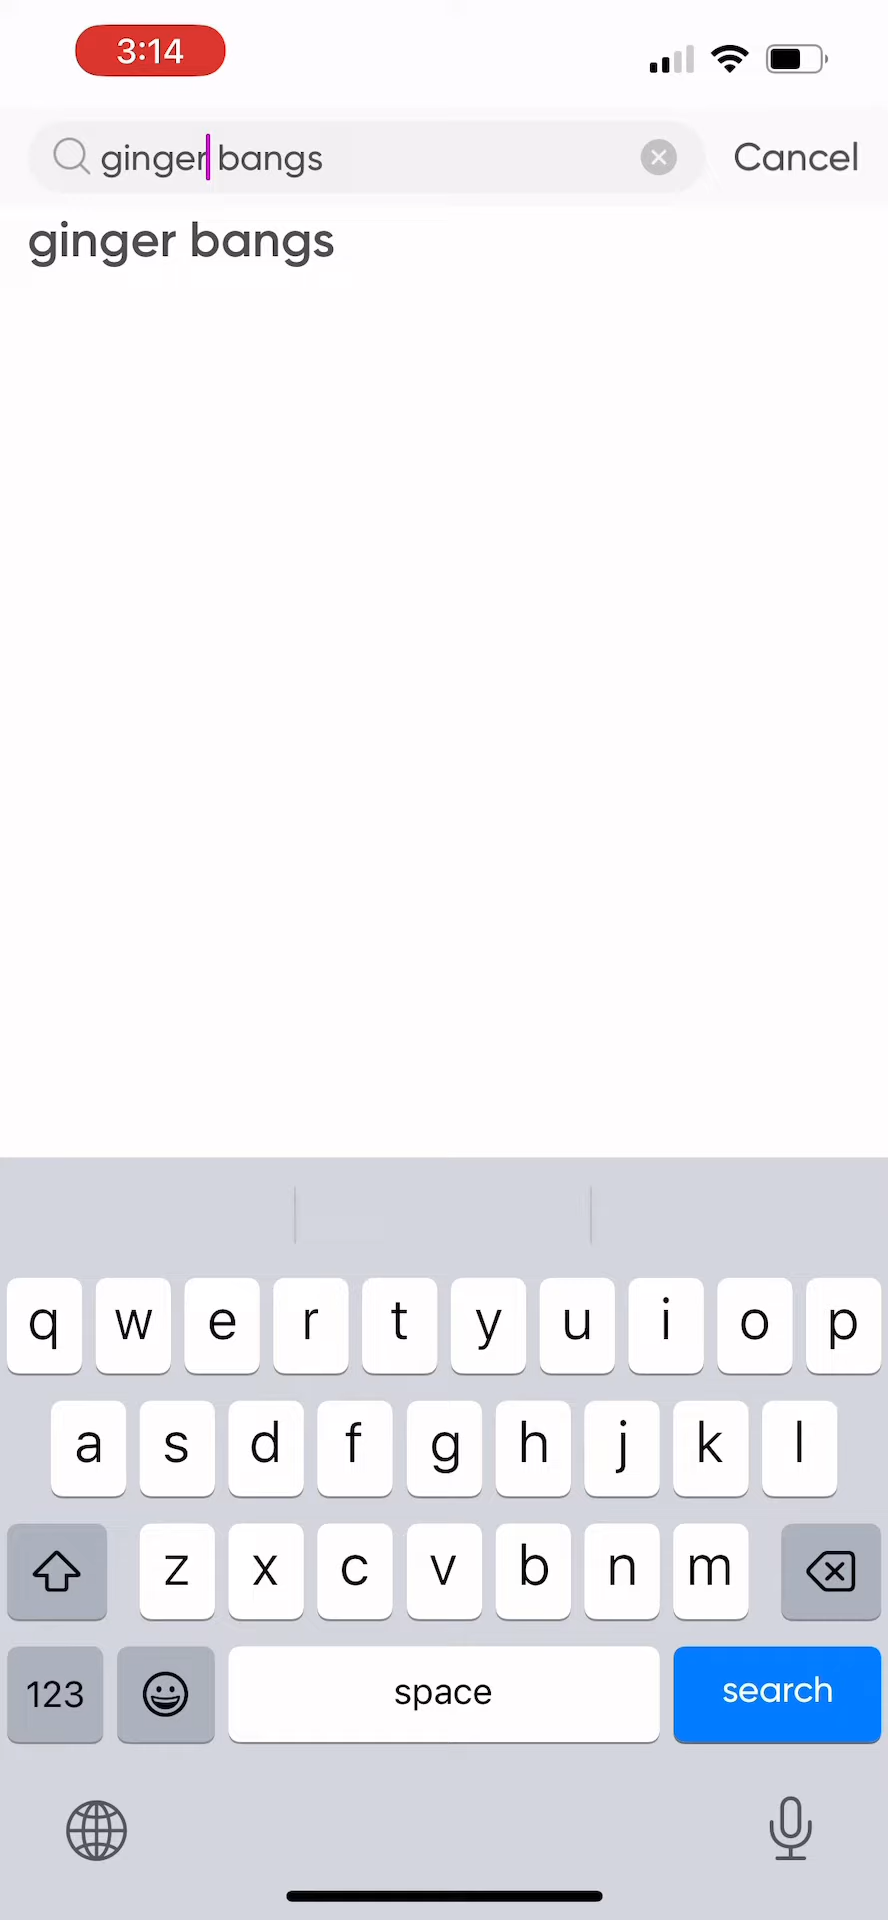 3:14
ginger bangs
Cancel
ginger bangs
q w e r t y u i o p
a s d f g h j k l
z x c v b n m
123
space
search